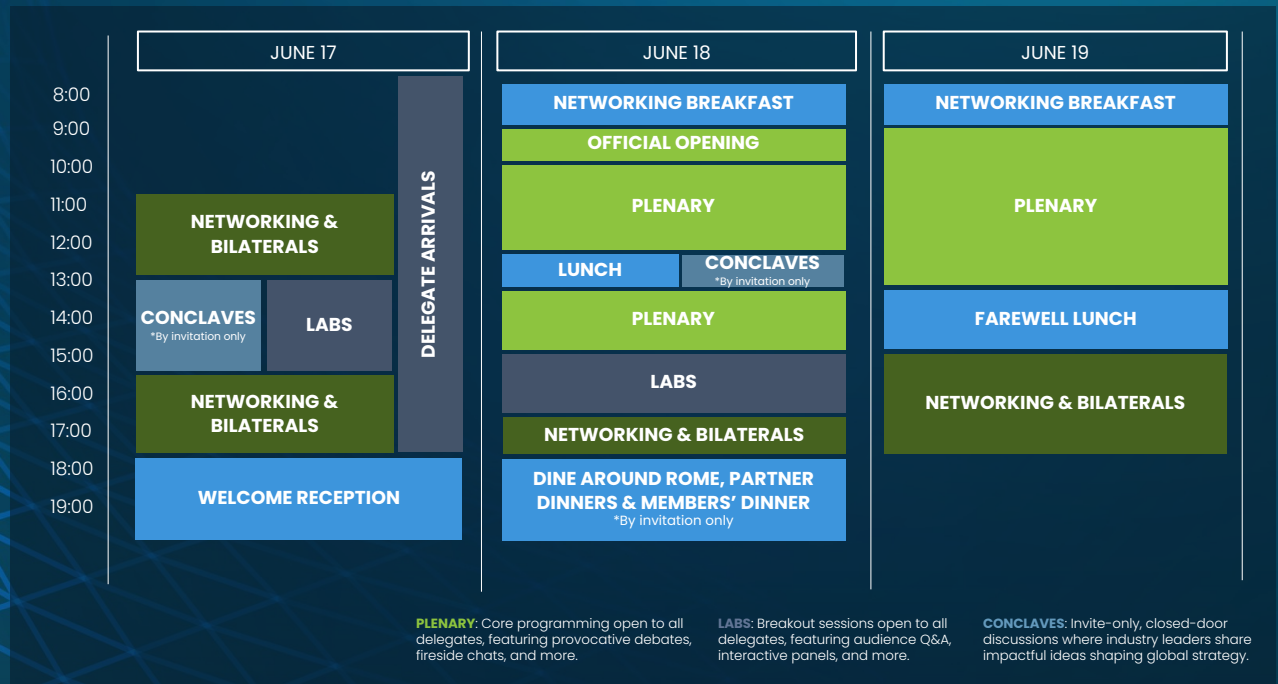 JUNE 17
JUNE 18
JUNE 19
8:00
9:00
10:00
11:00
12:00
13:00
14:00
15:00
16:00
17:00
18:00
19:00
NETWORKING &
BILATERALS
CONCLAVES
*By invitation only
LABS
NETWORKING &
BILATERALS
DELEGATE ARRIVALS
WELCOME RECEPTION
NETWORKING BREAKFAST
OFFICIAL OPENING
PLENARY
LUNCH
CONCLAVES
*By invitation only
PLENARY
LABS
NETWORKING & BILATERALS
DINE AROUND ROME, PARTNER
DINNERS & MEMBERS’ DINNER
*By invitation only
NETWORKING BREAKFAST
PLENARY
FAREWELL LUNCH
NETWORKING & BILATERALS
PLENARY: Core programming open to all
delegates, featuring provocative debates,
fireside chats, and more.
LABS: Breakout sessions open to all
delegates, featuring audience Q&A,
interactive panels, and more.
CONCLAVES: Invite-only, closed-door
discussions where industry leaders share
impactful ideas shaping global strategy.